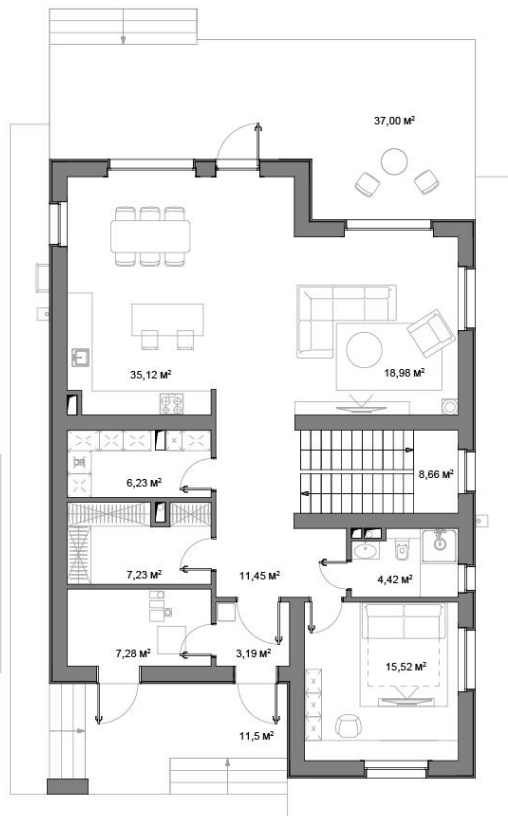 37,00 м²
35,12 м²
18,98 м²
6,23 м²
8,66 м²
7,23 м²
11,45 м²
4,42 м²
7,28 м²
3,19 м²
15,52 м²
11,5 м²